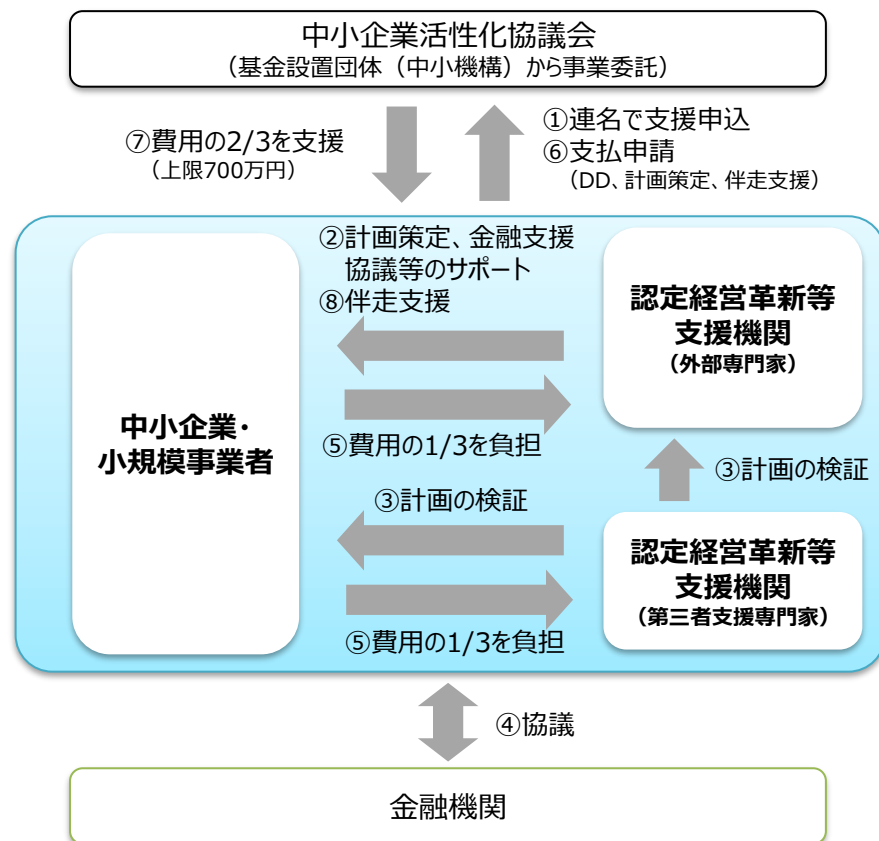 中小企業活性化協議会
（基金設置団体（中小機構）から事業委託）
⑦費用の2/3を支援
（上限700万円）
①連名で支援申込
⑥支払申請
（DD、計画策定、伴走支援）
②計画策定、金融支援
協議等のサポート
⑧伴走支援
認定経営革新等
支援機関
（外部専門家）
中小企業・
小規模事業者
⑤費用の1/3を負担
③計画の検証
③計画の検証
認定経営革新等
支援機関
（第三者支援専門家）
⑤費用の1/3を負担
④協議
金融機関